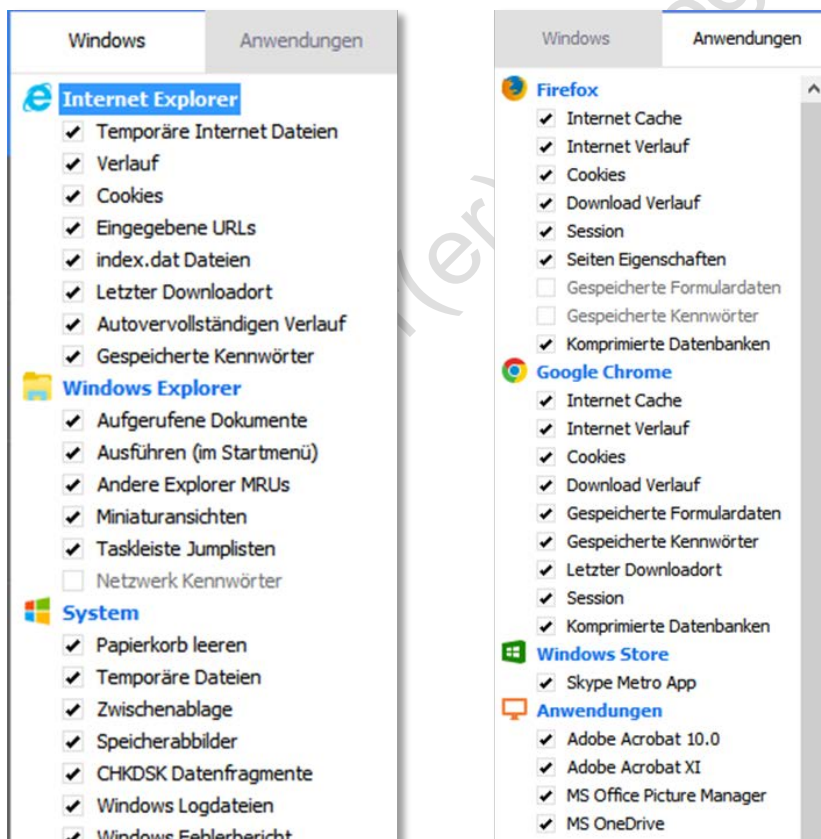 Windows
Anwendungen
Internet Explorer
Temporäre Internet Dateien
Verlauf
Cookies
Eingegebene URLs
index.dat Dateien
Letzter Downloadort
Autovervollständigen Verlauf
Gespeicherte Kennwörter
Windows Explorer
Aufgerufene Dokumente
Ausführen (im Startmenü)
Andere Explorer MRUs
Miniaturansichten
Taskleiste Jumplisten
Netzwerk Kennwörter
System
Papierkorb leeren
Temporäre Dateien
Zwischenablage
Speicherabbilder
CHKDSK Datenfragmente
Windows Logdateien
Windows Fehlerbericht
Windows
Anwendungen
Firefox
Internet Cache
Internet Verlauf
Cookies
Download Verlauf
Session
Seiten Eigenschaften
Gespeicherte Formulardaten
Gespeicherte Kennwörter
Komprimierte Datenbanken
Google Chrome
Internet Cache
Internet Verlauf
Cookies
Download Verlauf
Gespeicherte Formulardaten
Gespeicherte Kennwörter
Letzter Downloadort
Session
Komprimierte Datenbanken
Windows Store
Skype Metro App
Anwendungen
Adobe Acrobat 10.0
Adobe Acrobat XI
MS Office Picture Manager
MS OneDrive